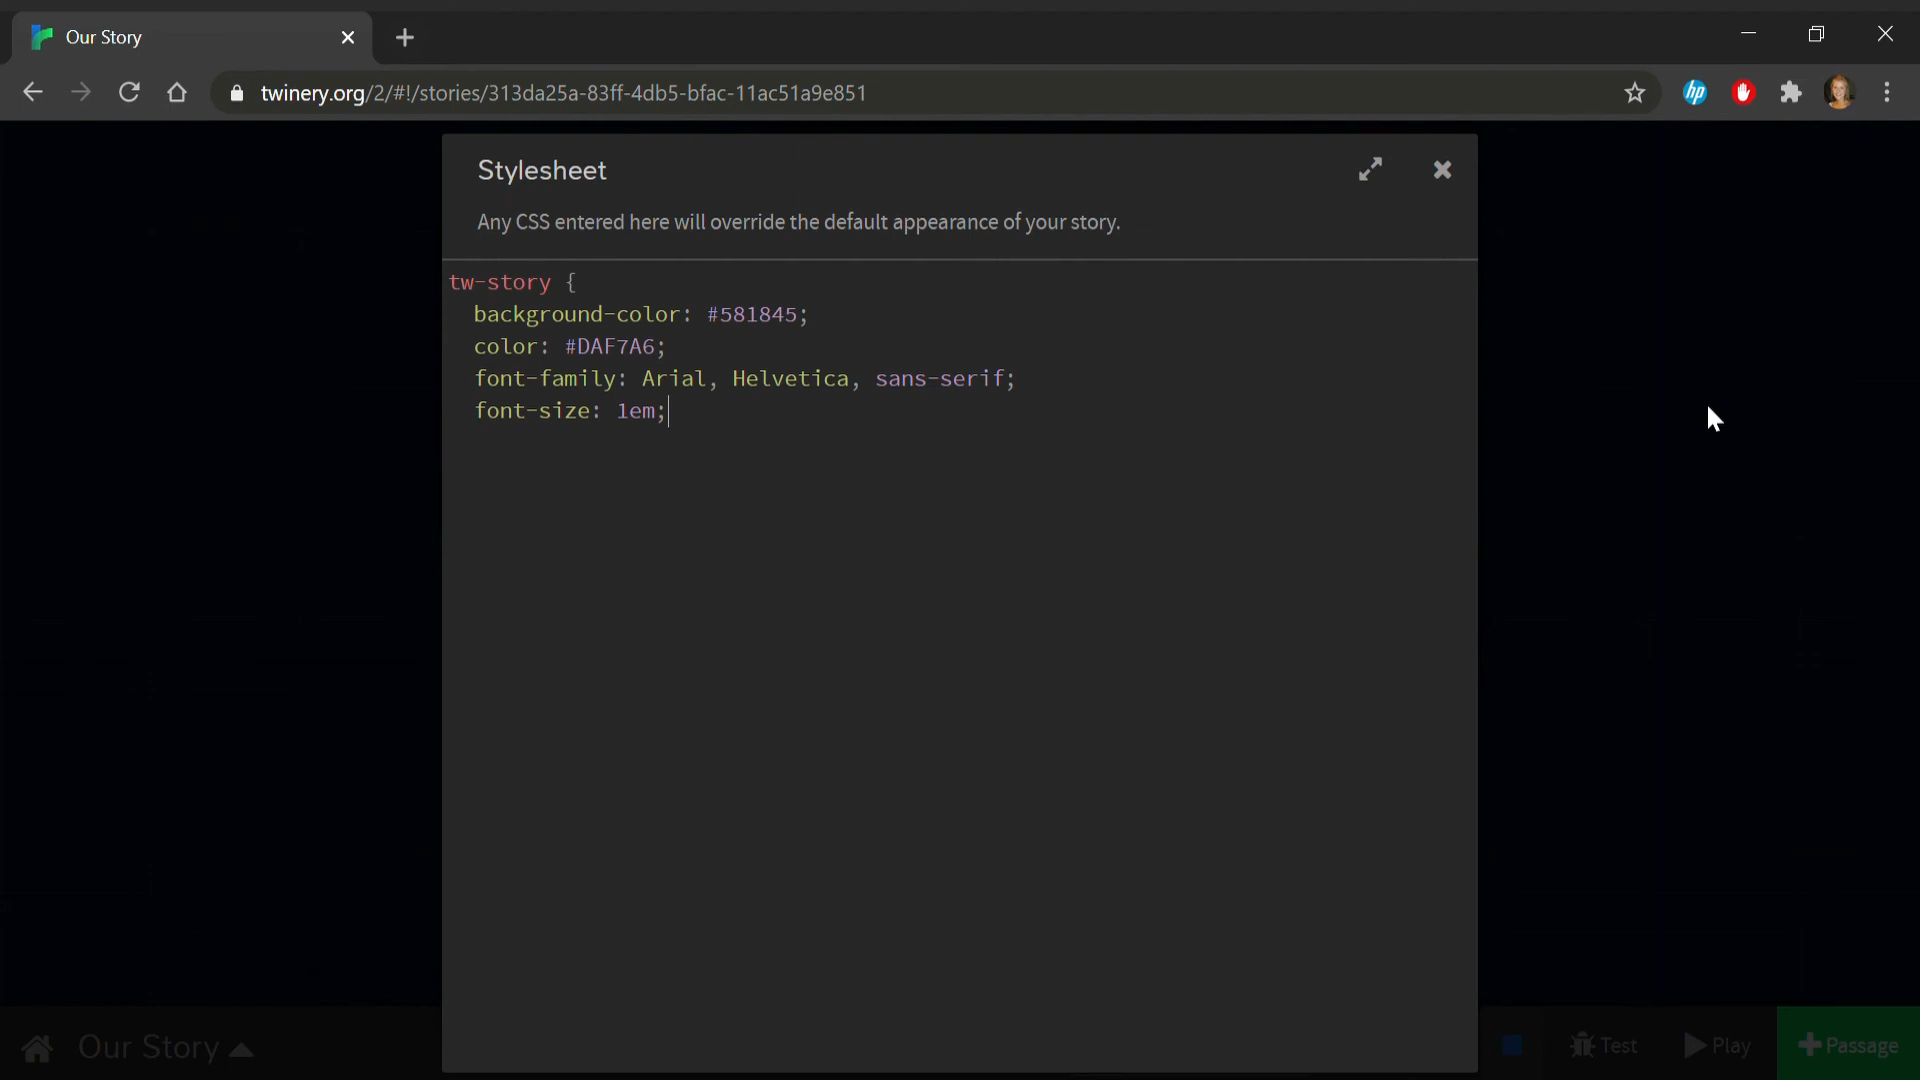 Our Story
twinery.org/2/#!/stories/313da25a-83ff-4db5-bfac-11ac51a9e851
hp
Stylesheet
Any CSS entered here will override the default appearance of your story.
tw-story {
background-color: #581845;
color: #DAF7A6;
font-family: Arial, Helvetica, sans-serif;
font-size: 1em;
Our Story
Test
Play
Passage